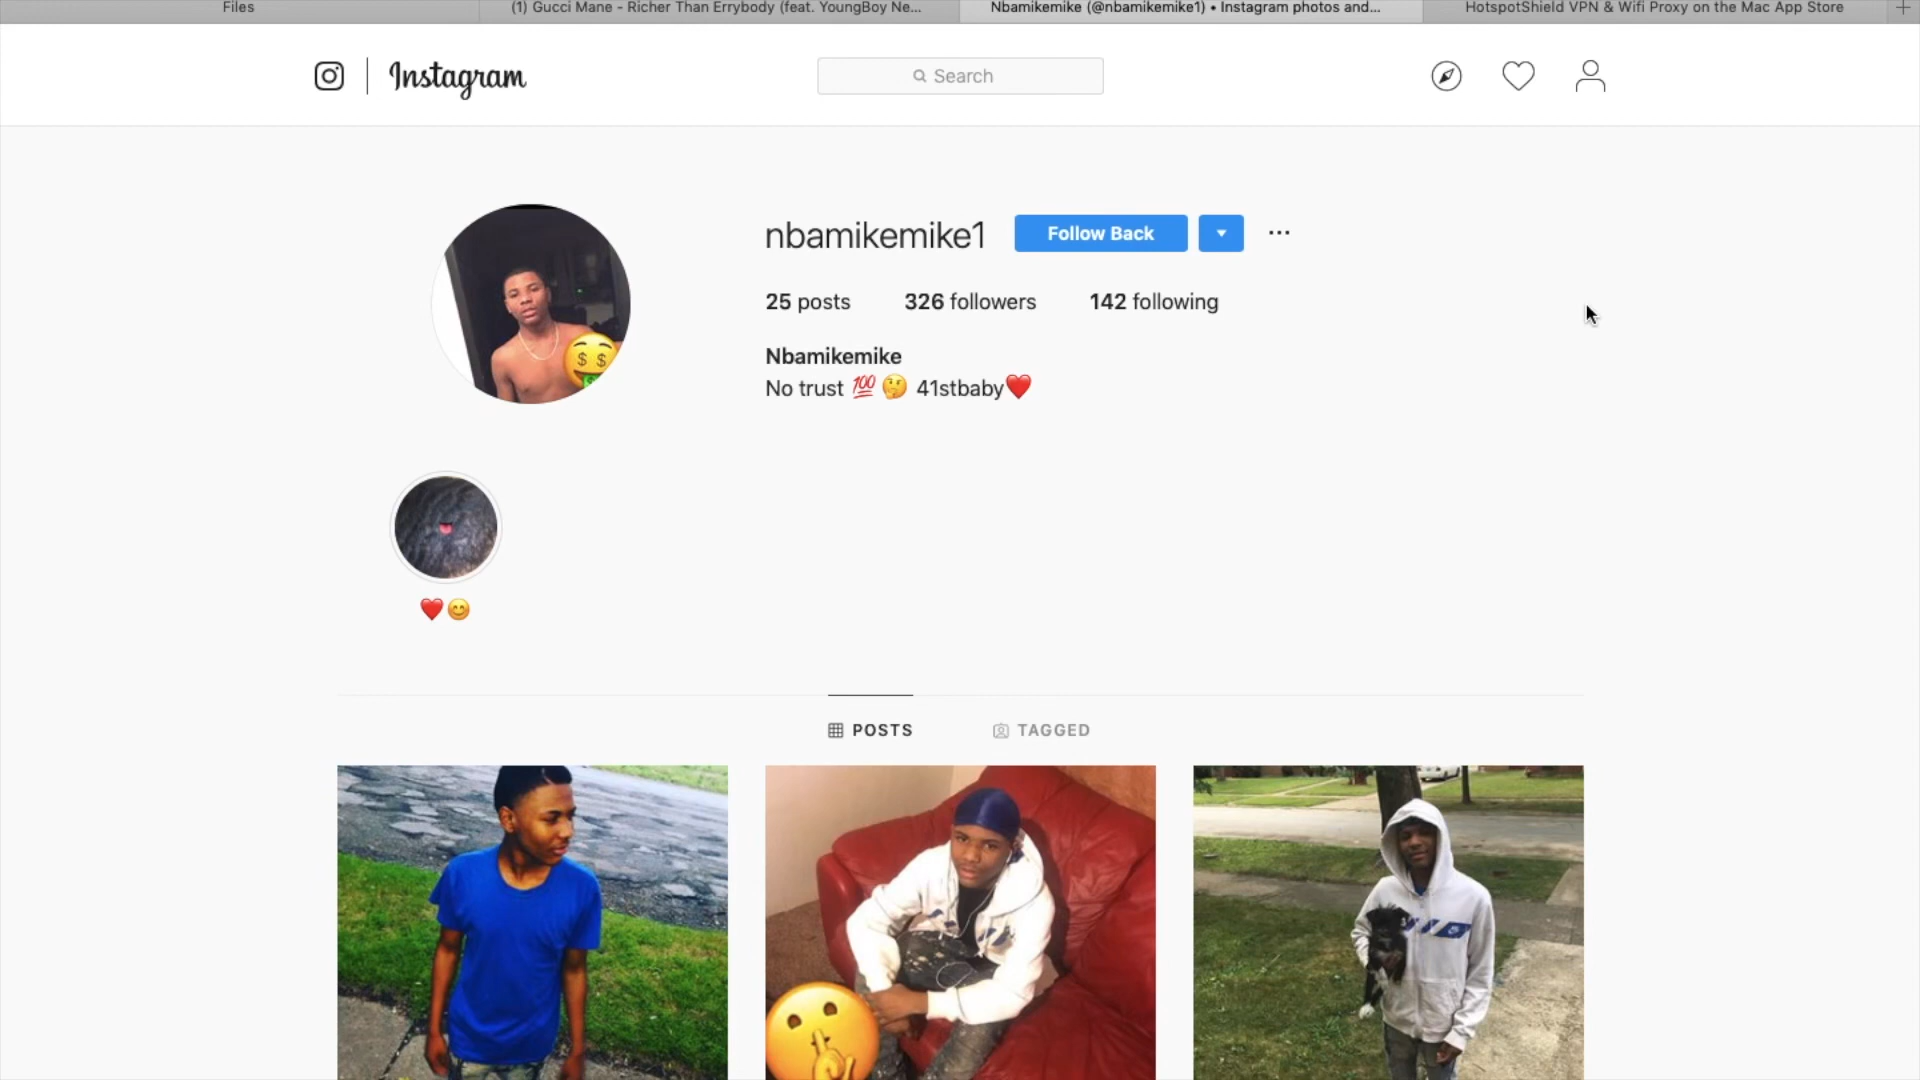 Files
(1) Gucci Mane - Richer Than Errybody (feat. YoungBoy Ne...
Nbamikemike (@nbamikemike1) • Instagram photos and...
HotspotShield VPN & Wifi Proxy on the Mac App Store
Instagram
Search
nbamikemike1
Follow Back
25 posts
326 followers
142 following
Nbamikemike
No trust 💯🤔 41stbaby❤️
❤️😊
POSTS
TAGGED